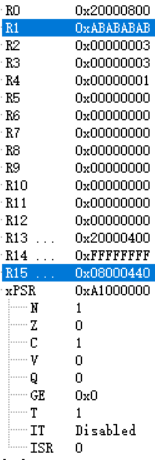 R0 0x20000800
R1 0xABABABAB
R2 0x00000003
R3 0x00000003
R4 0x00000001
R5 0x00000000
R6 0x00000000
R7 0x00000000
R8 0x00000000
R9 0x00000000
R10 0x00000000
R11 0x00000000
R12 0x00000000
R13 ... 0x20000400
R14 ... 0xFFFFFFFF
R15 ... 0x08000440
xPSR 0xA1000000
N 1
Z 0
C 1
V 0
Q 0
GE 0x0
T 1
IT Disabled
ISR 0